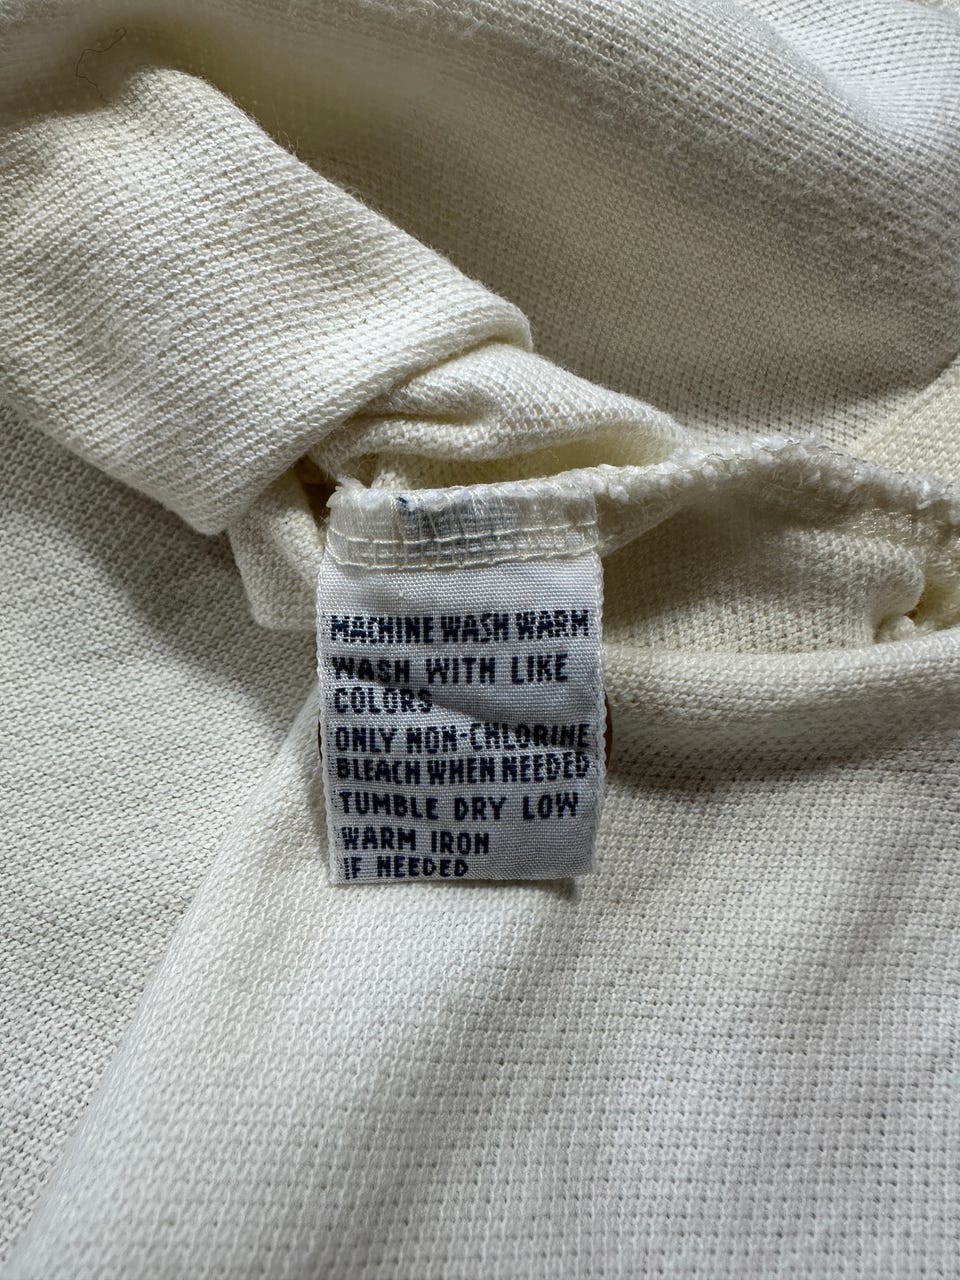 MACHINE WASH WARM
WASH WITH LIKE
COLORS
ONLY NON-CHLORINE
BLEACH WHEN NEEDED
TUMBLE DRY LOW
WARM IRON
IF NEEDED